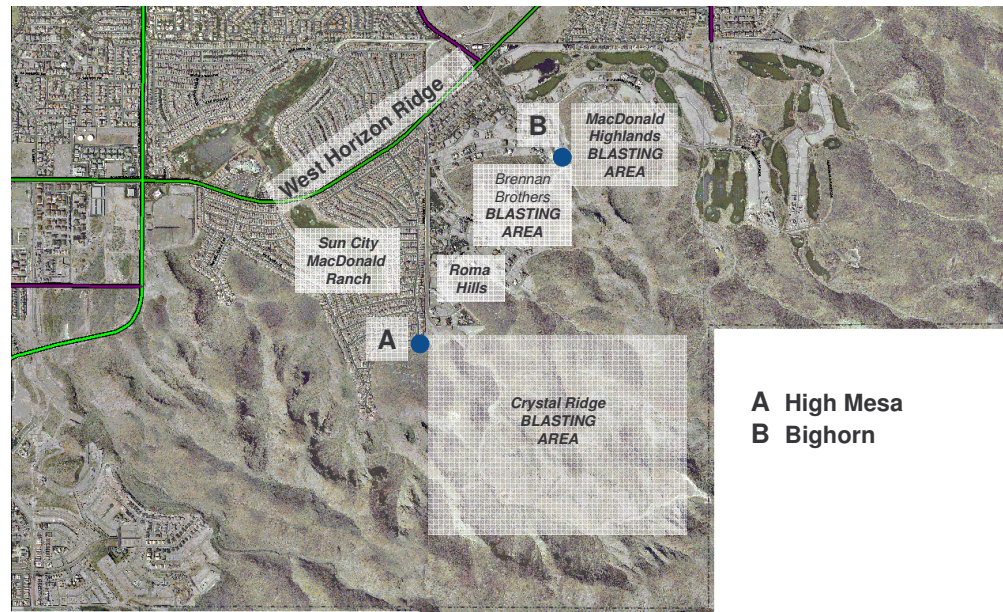 West Horizon Ridge
B
MacDonald
Highlands
BLASTING
AREA
Brennan
Brothers
BLASTING
AREA
Sun City
MacDonald
Ranch
Roma
Hills
A
Crystal Ridge
BLASTING
AREA
A High Mesa
B Bighorn